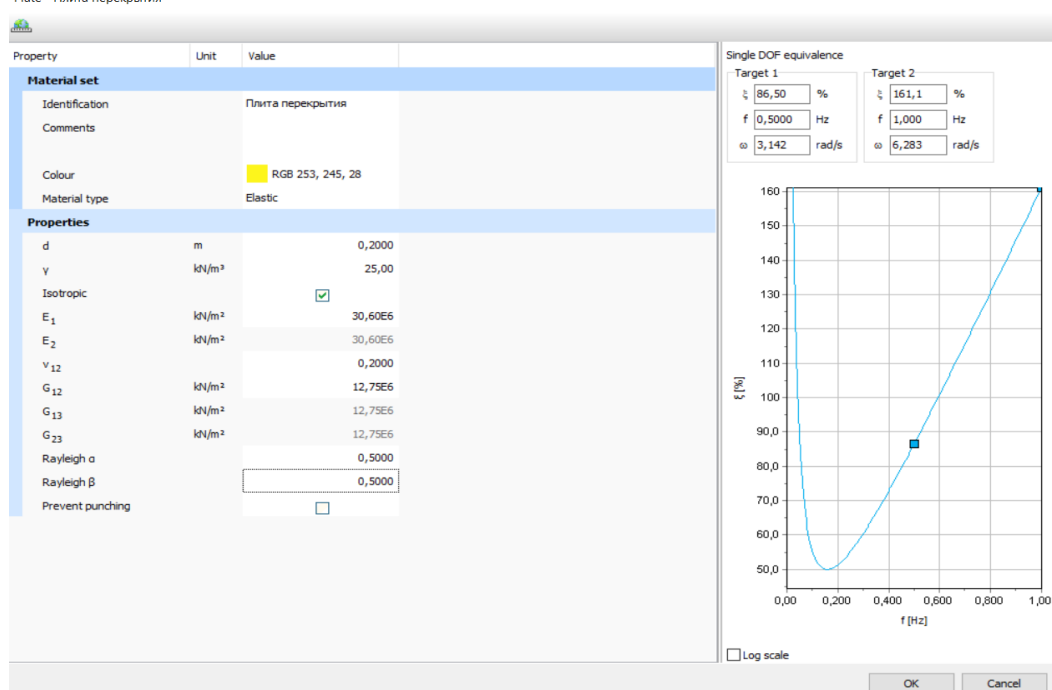 Property Unit Value
Material set
Identification Плита перекрытия
Comments
Colour RGB 253, 245, 28
Material type Elastic
Properties
d m 0,2000
γ kN/m³ 25,00
Isotropic
E1 kN/m² 30,60E6
E2 kN/m² 30,60E6
ν12 0,2000
G12 kN/m² 12,75E6
G13 kN/m² 12,75E6
G23 kN/m² 12,75E6
Rayleigh α 0,5000
Rayleigh β 0,5000
Prevent punching
Single DOF equivalence
Target 1
ξ 86,50 %
f 0,5000 Hz
ω 3,142 rad/s
Target 2
ξ 161,1 %
f 1,000 Hz
ω 6,283 rad/s
160
150
140
130
120
110
100
90,0
80,0
70,0
60,0
50,0
ξ [%]
0,00 0,200 0,400 0,600 0,800 1,00
f [Hz]
Log scale
OK Cancel